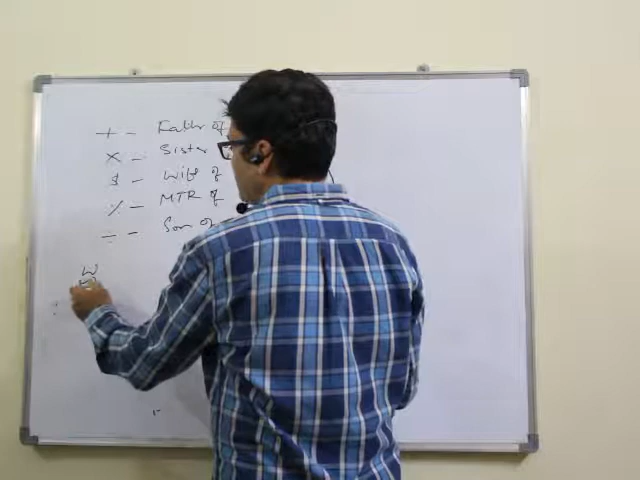 + - Father of
× - Sister
$ - Wife of
% - MTR of
÷ - Son of
W